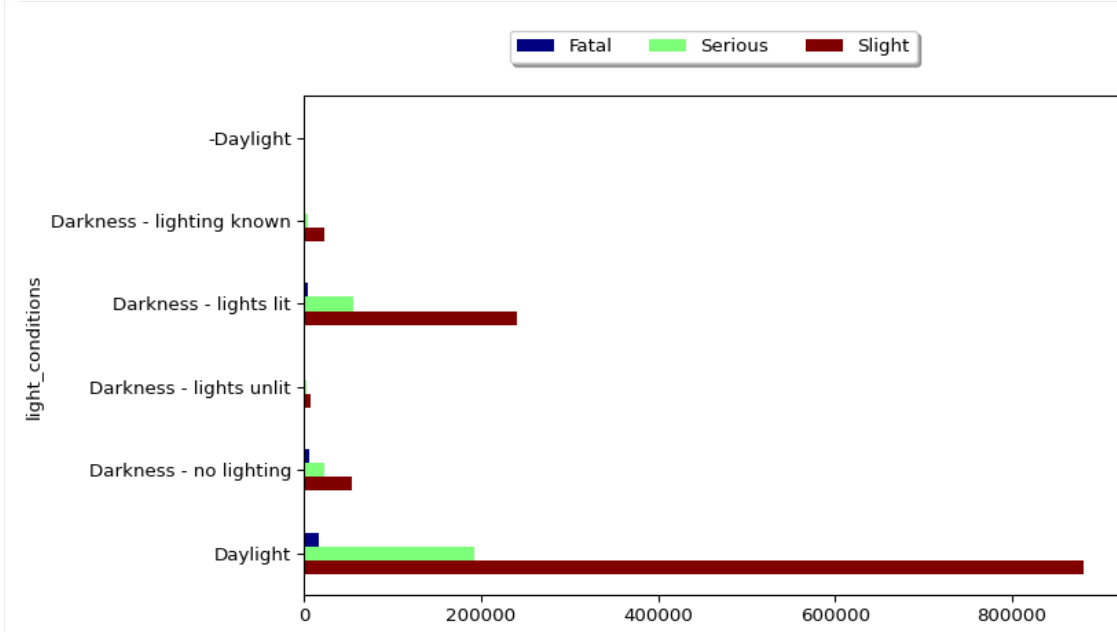 Fatal Serious Slight
-Daylight
Darkness - lighting known
Darkness - lights lit
Darkness - lights unlit
Darkness - no lighting
Daylight
light_conditions
0 200000 400000 600000 800000